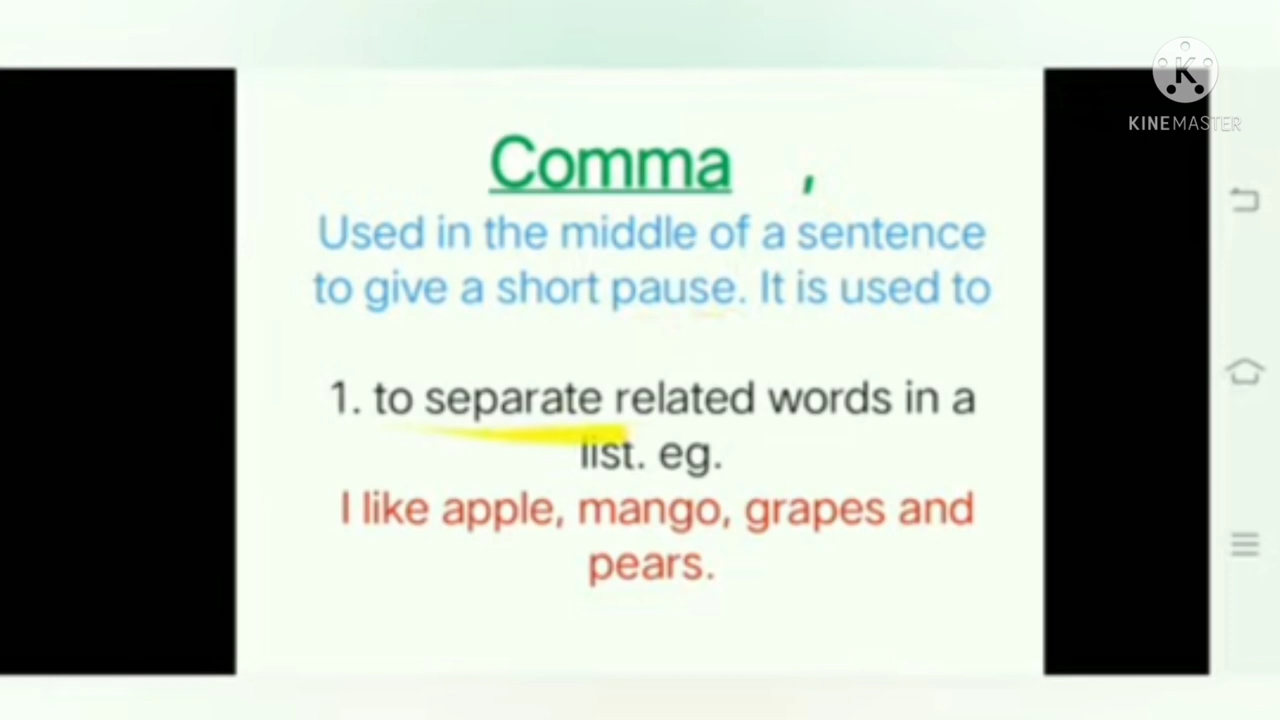 K
KINEMASTER
Comma ,
Used in the middle of a sentence
to give a short pause. It is used to
1. to separate related words in a
list. eg.
I like apple, mango, grapes and
pears.